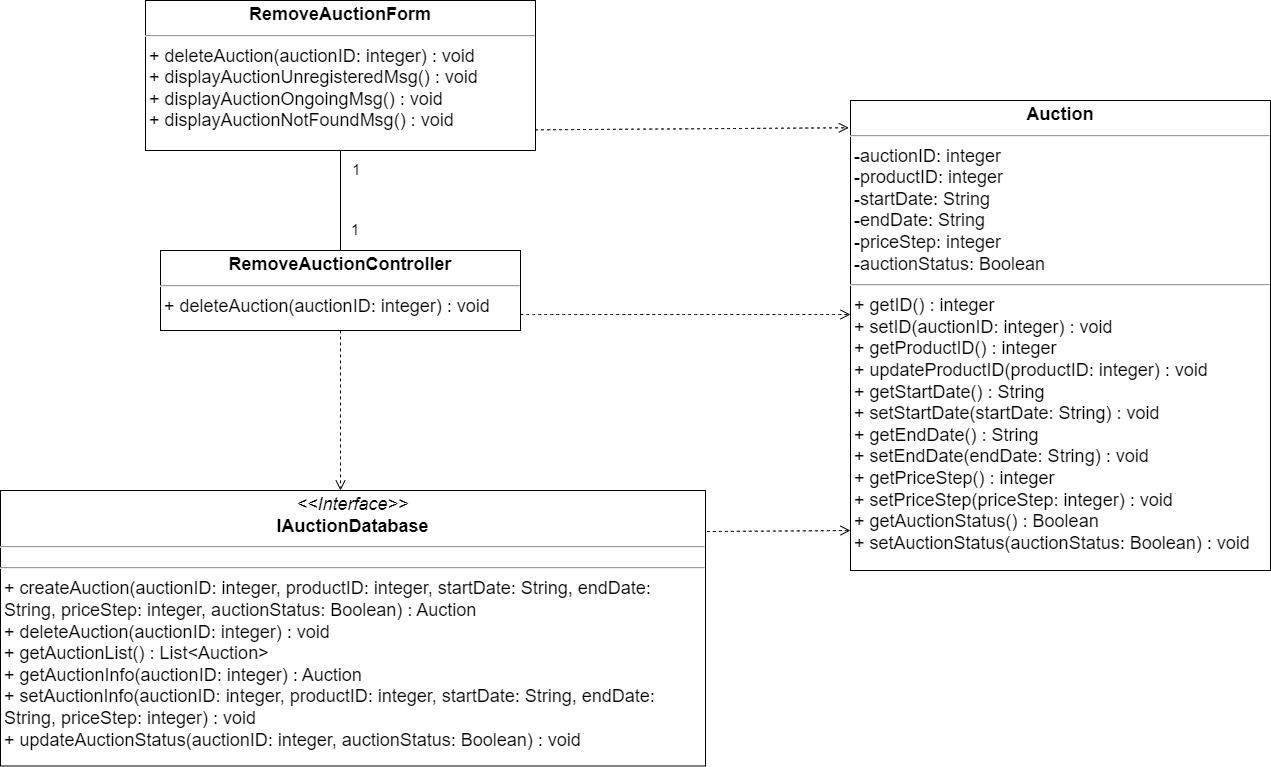 RemoveAuctionForm
+ deleteAuction(auctionID: integer) : void
+ displayAuctionUnregisteredMsg() : void
+ displayAuctionOngoingMsg() : void
+ displayAuctionNotFoundMsg() : void
1
1
RemoveAuctionController
+ deleteAuction(auctionID: integer) : void
<<Interface>>
IAuctionDatabase
+ createAuction(auctionID: integer, productID: integer, startDate: String, endDate:
String, priceStep: integer, auctionStatus: Boolean) : Auction
+ deleteAuction(auctionID: integer) : void
+ getAuctionList() : List<Auction>
+ getAuctionInfo(auctionID: integer) : Auction
+ setAuctionInfo(auctionID: integer, productID: integer, startDate: String, endDate:
String, priceStep: integer) : void
+ updateAuctionStatus(auctionID: integer, auctionStatus: Boolean) : void
Auction
-auctionID: integer
-productID: integer
-startDate: String
-endDate: String
-priceStep: integer
-auctionStatus: Boolean
+ getID() : integer
+ setID(auctionID: integer) : void
+ getProductID() : integer
+ updateProductID(productID: integer) : void
+ getStartDate() : String
+ setStartDate(startDate: String) : void
+ getEndDate() : String
+ setEndDate(endDate: String) : void
+ getPriceStep() : integer
+ setPriceStep(priceStep: integer) : void
+ getAuctionStatus() : Boolean
+ setAuctionStatus(auctionStatus: Boolean) : void